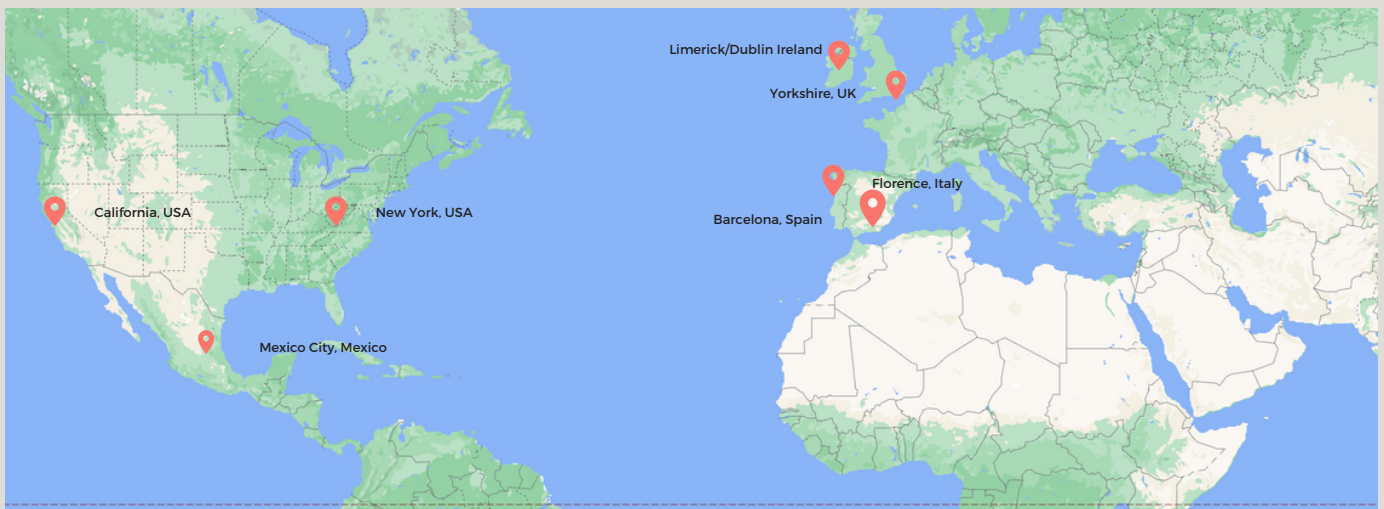 Limerick/Dublin Ireland
Yorkshire, UK
Florence, Italy
California, USA
New York, USA
Barcelona, Spain
Mexico City, Mexico